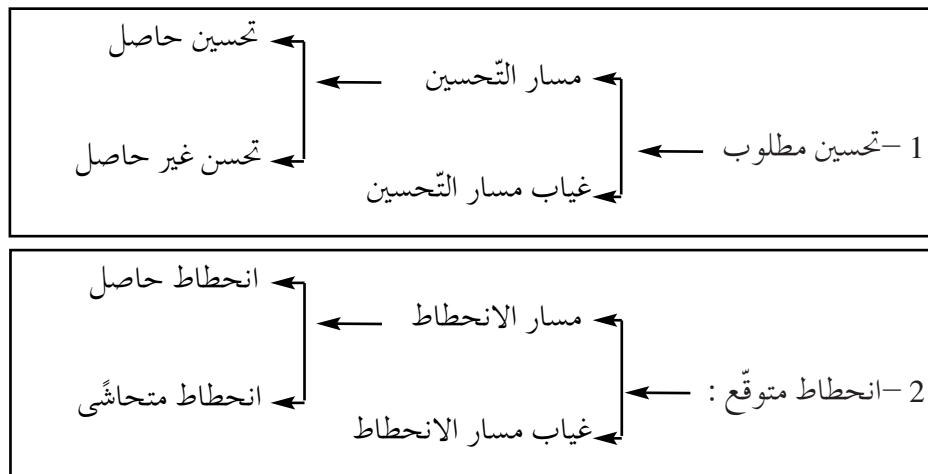 تحسين حاصل
مسار التّحسين
1 –تحسين مطلوب
تحسن غير حاصل
غياب مسار التّحسين
انحطاط حاصل
مسار الانحطاط
2 –انحطاط متوقّع :
انحطاط متحاشًى
غياب مسار الانحطاط